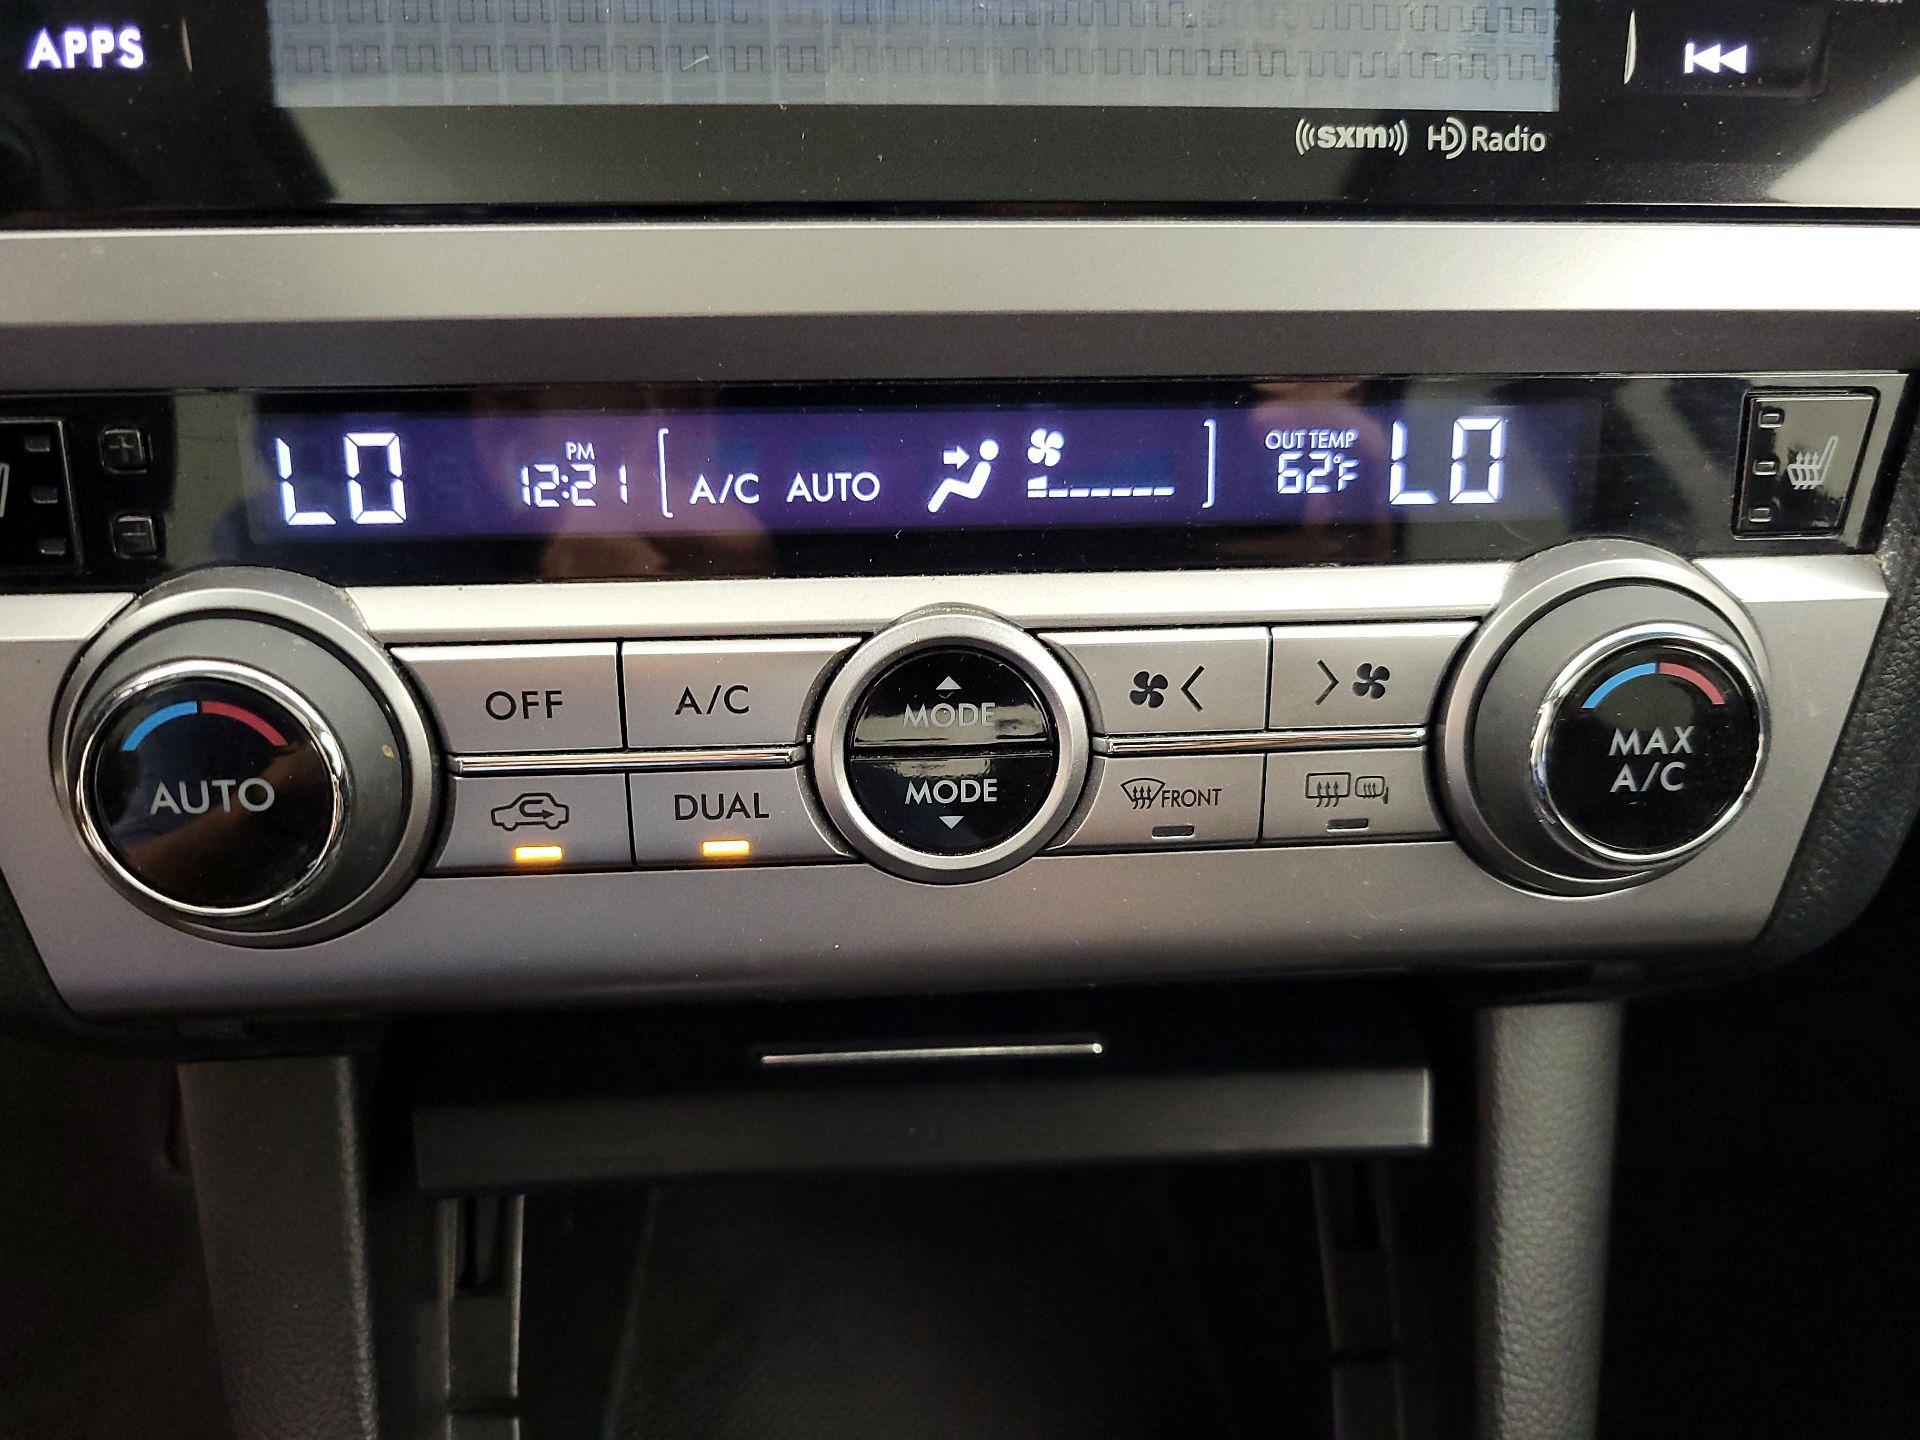 APPS
((( sxm ))) HD Radio
LO
PM
12:21
A/C AUTO
OUT TEMP
62°F
LO
OFF
A/C
MODE
MODE
AUTO
DUAL
FRONT
MAX
A/C